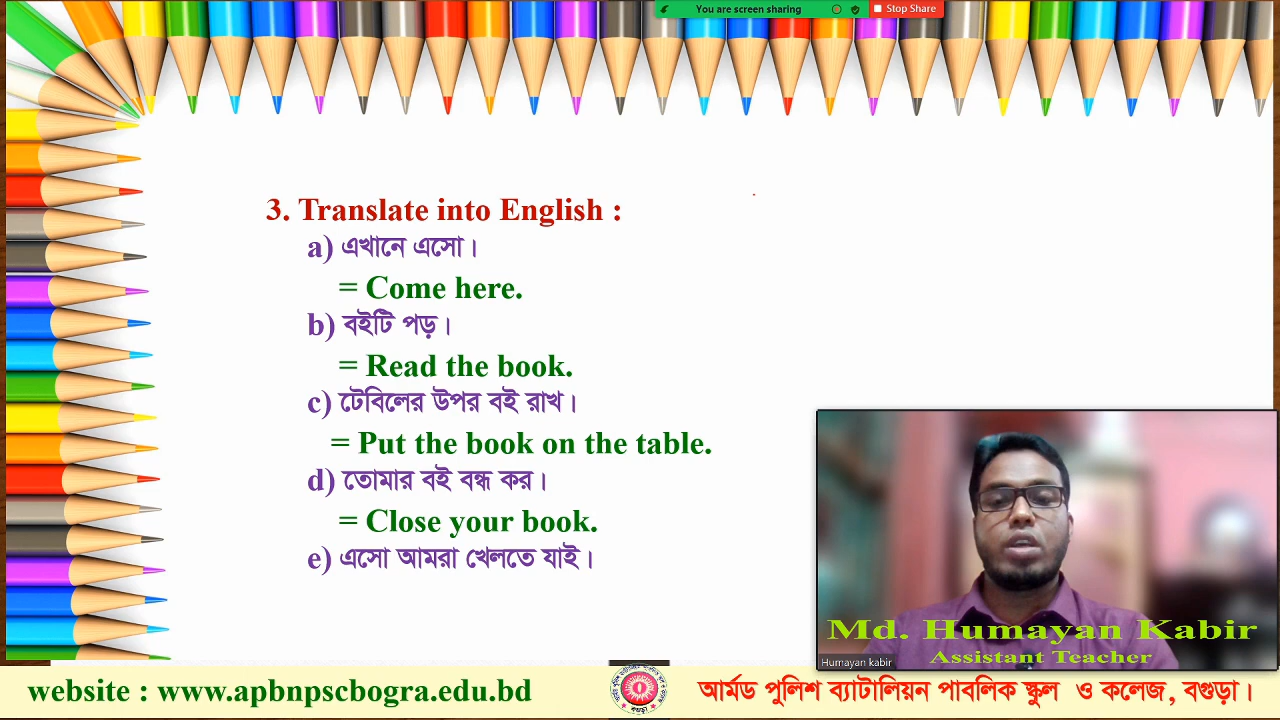 You are screen sharing
Stop Share
3. Translate into English :
a) এখানে এসো।
= Come here.
b) বইটি পড়।
= Read the book.
c) টেবিলের উপর বই রাখ।
= Put the book on the table.
d) তোমার বই বন্ধ কর।
= Close your book.
e) এসো আমরা খেলতে যাই।
Md. Humayan Kabir
Assistant Teacher
Humayan kabir
website : www.apbnpscbogra.edu.bd
আর্মড পুলিশ ব্যাটালিয়ন পাবলিক স্কুল ও কলেজ, বগুড়া।